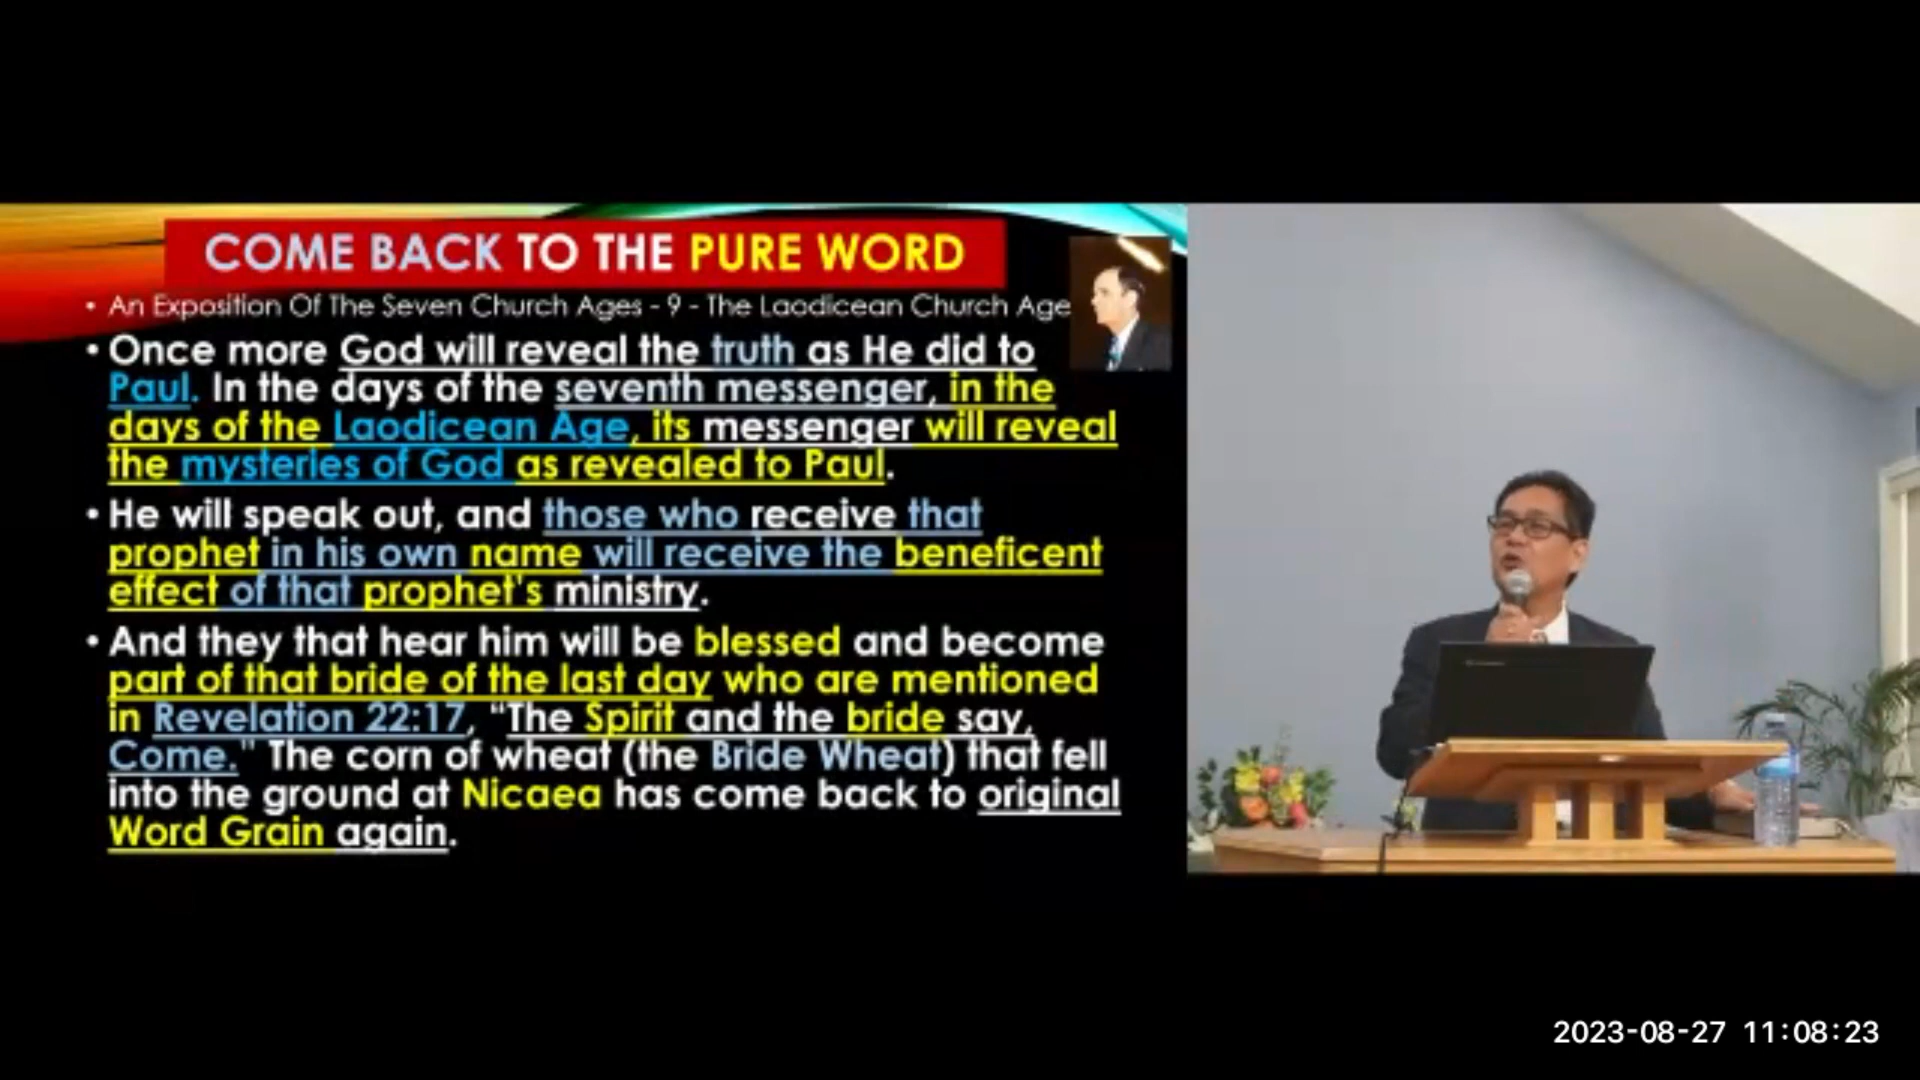 COME BACK TO THE PURE WORD
• An Exposition Of The Seven Church Ages - 9 - The Laodicean Church Age
• Once more God will reveal the truth as He did to
Paul. In the days of the seventh messenger, in the
days of the Laodicean Age, its messenger will reveal
the mysteries of God as revealed to Paul.
• He will speak out, and those who receive that
prophet in his own name will receive the beneficent
effect of that prophet's ministry.
• And they that hear him will be blessed and become
part of that bride of the last day who are mentioned
in Revelation 22:17, "The Spirit and the bride say,
Come." The corn of wheat (the Bride Wheat) that fell
into the ground at Nicaea has come back to original
Word Grain again.
2023-08-27 11:08:23